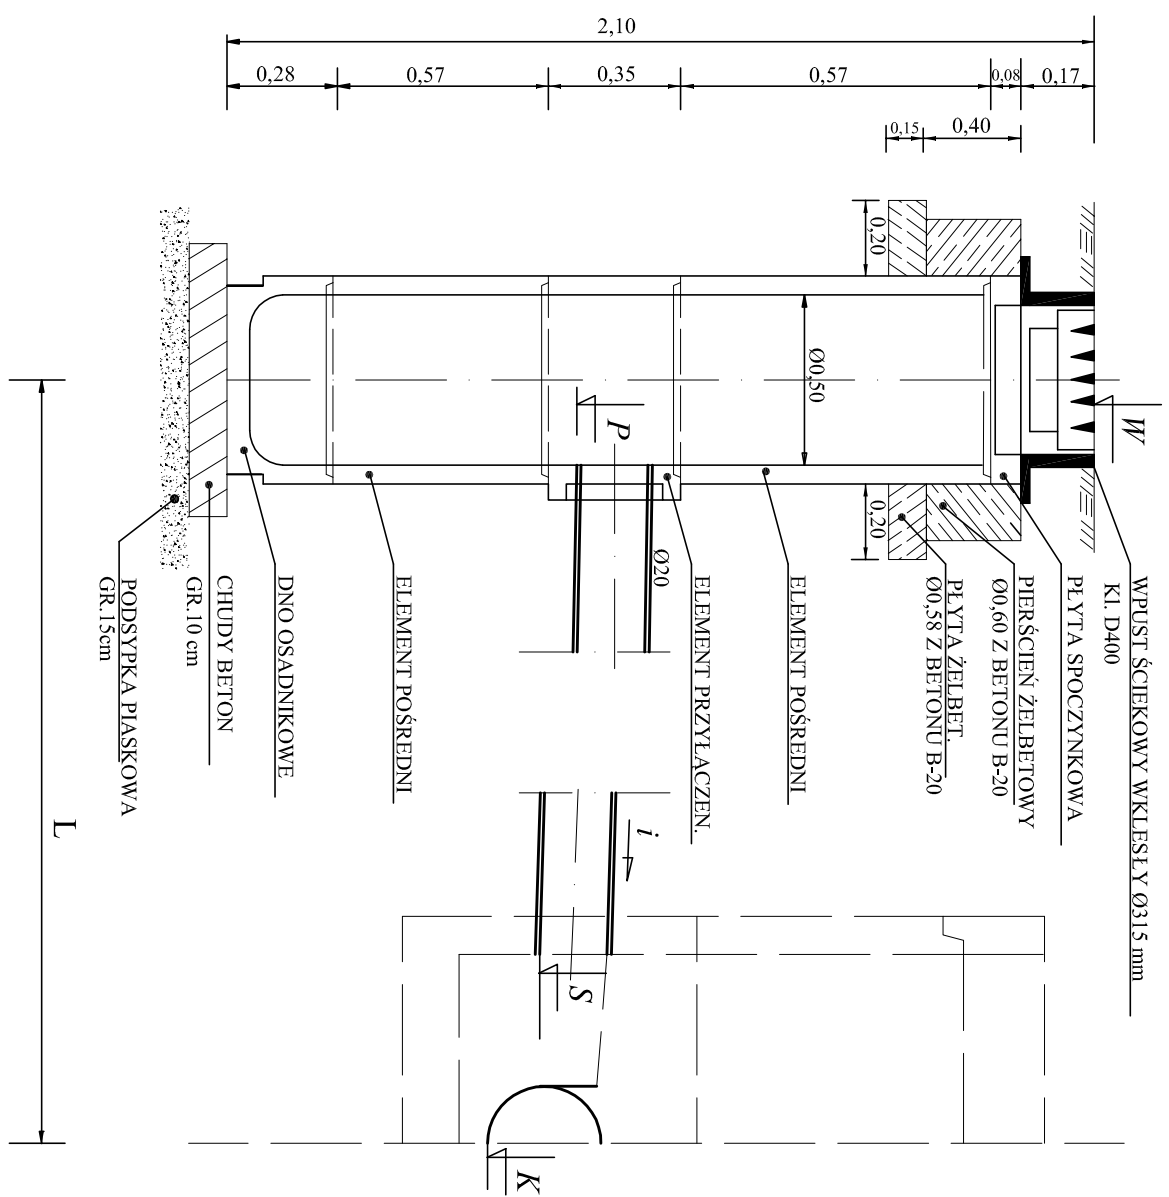 2,10
0,28
0,57
0,35
0,57
0,08
0,17
0,15
0,40
0,20
Ø0,50
W
P
0,20
Ø20
WPUST ŚCIEKOWY WKLESŁY Ø315 mm
Kl. D400
PŁYTA SPOCZYNKOWA
PIERŚCIEŃ ŻELBETOWY
Ø0,60 Z BETONU B-20
PŁYTA ŻELBET.
Ø0,58 Z BETONU B-20
ELEMENT POŚREDNI
ELEMENT PRZYŁĄCZEN.
ELEMENT POŚREDNI
DNO OSADNIKOWE
CHUDY BETON
GR.10 cm
PODSYPKA PIASKOWA
GR.15cm
i
L
S
K